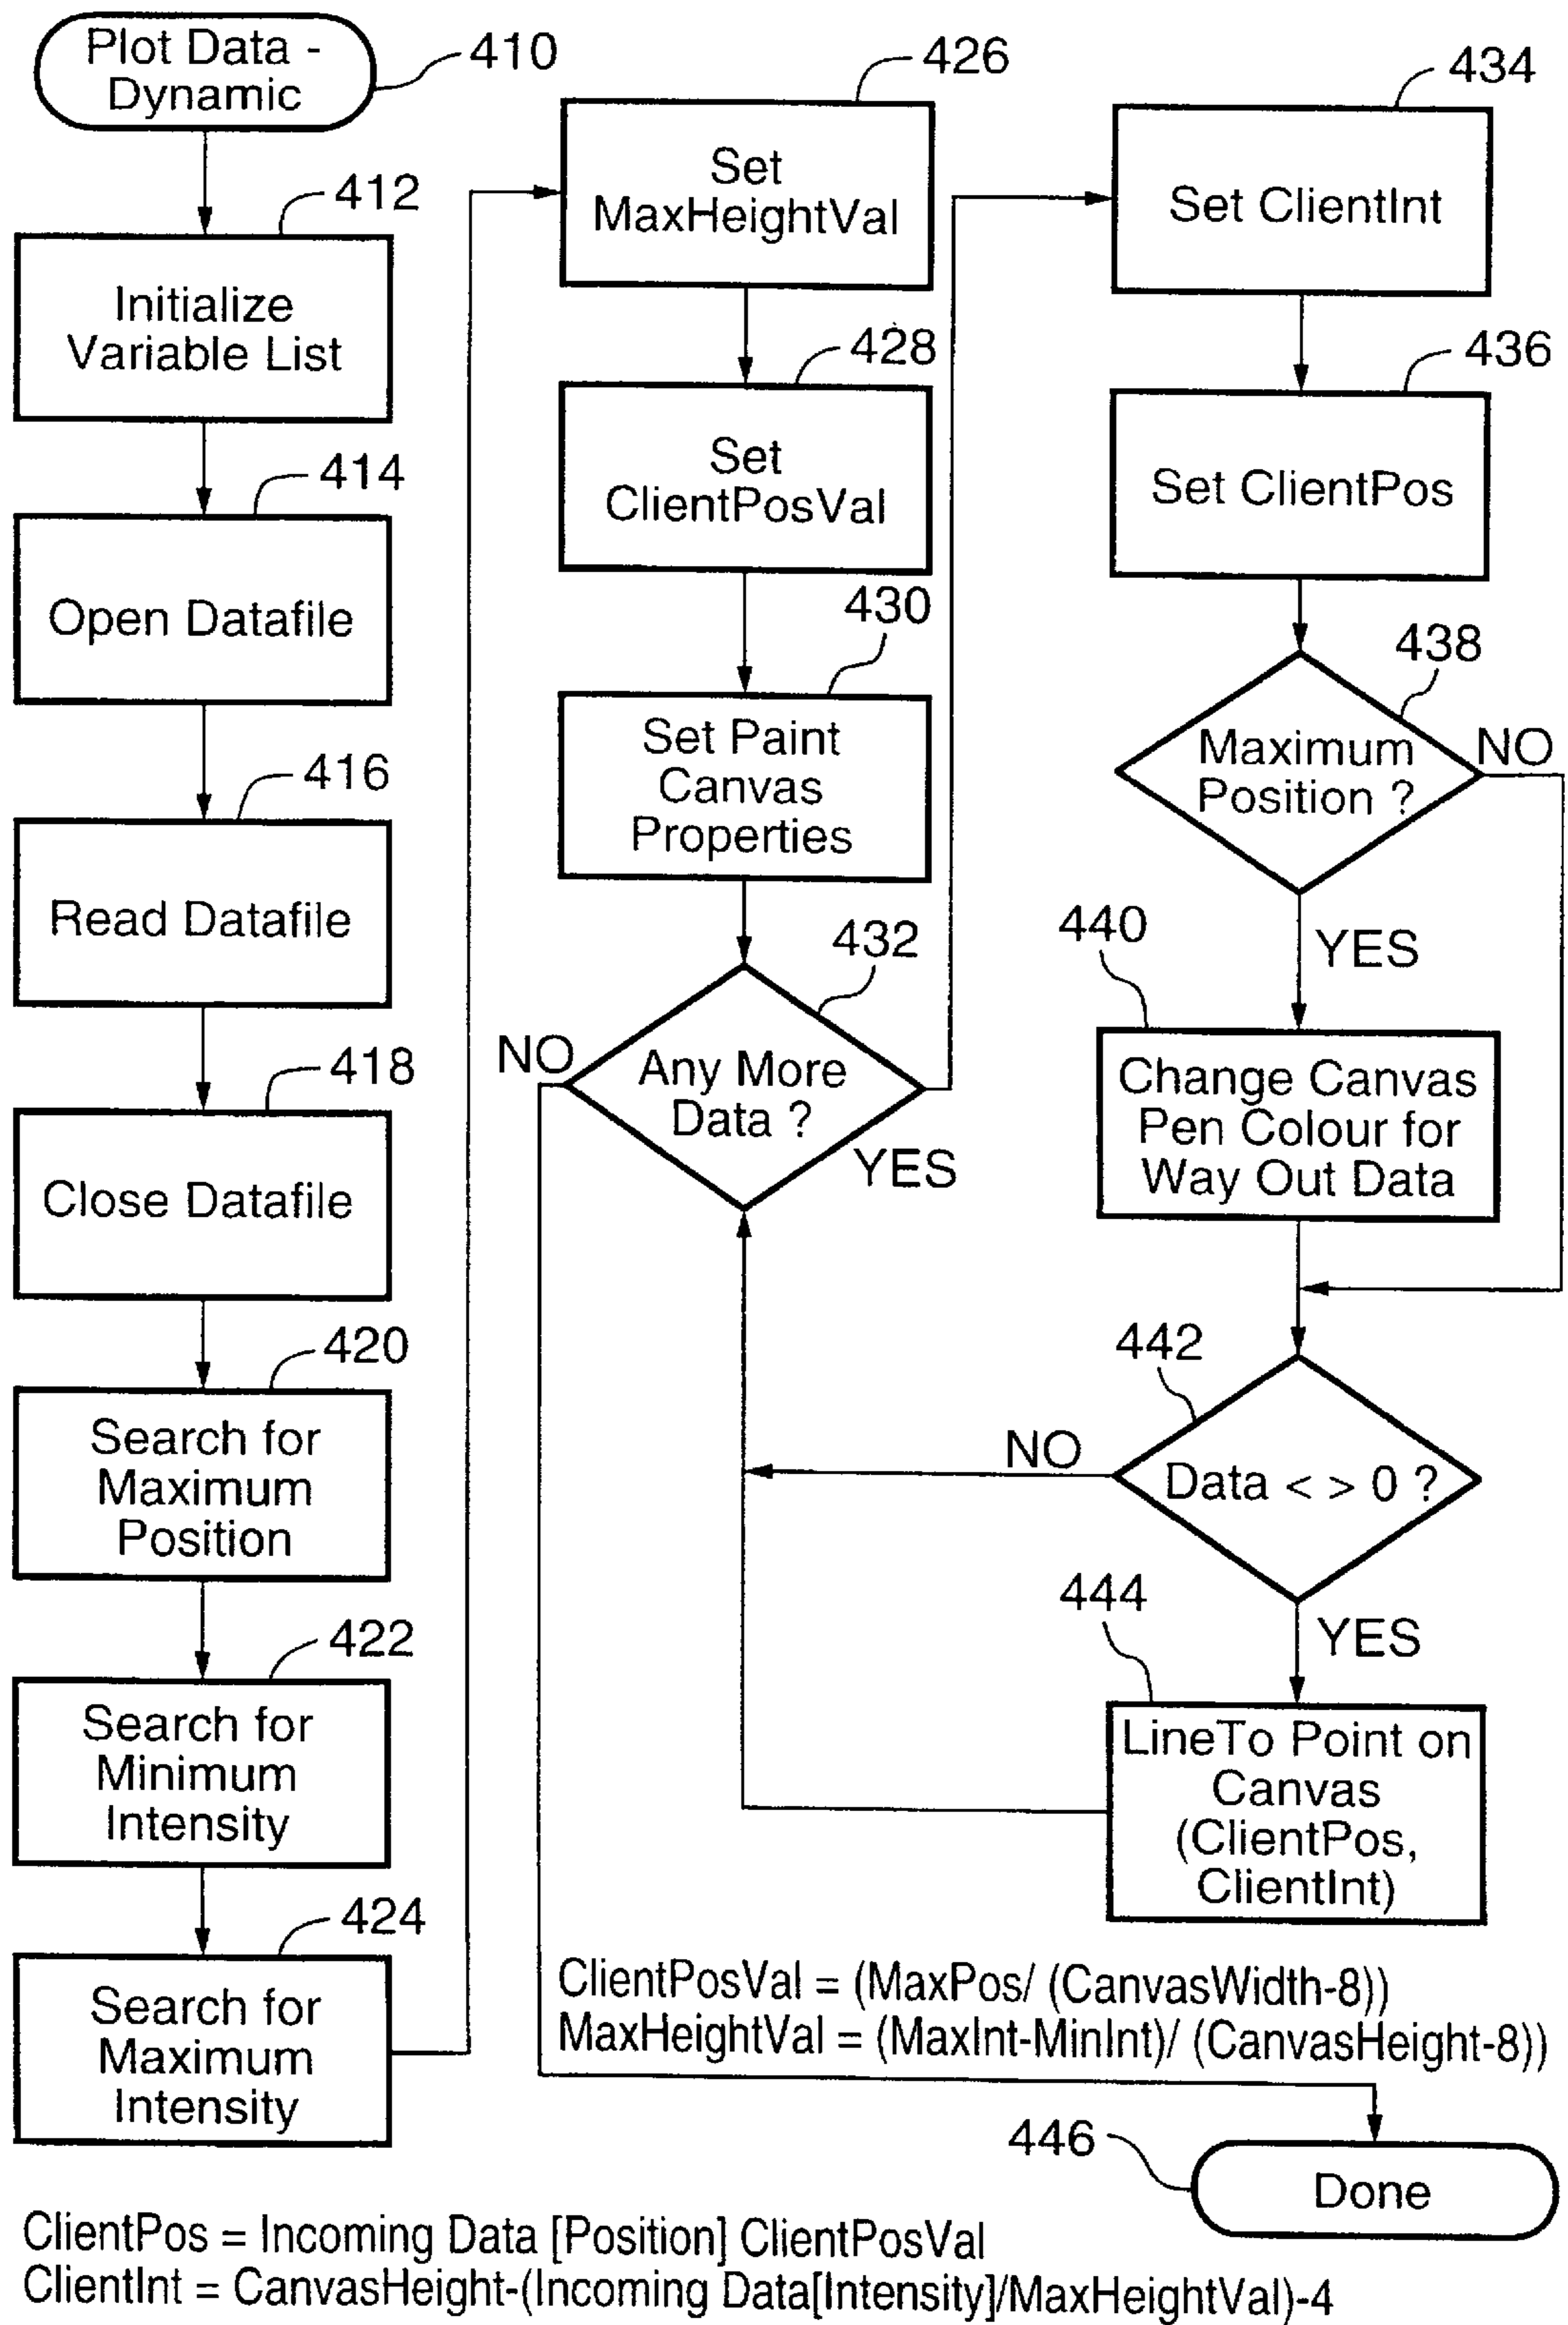 Plot Data -
Dynamic
410
412
Initialize
Variable List
414
Open Datafile
416
Read Datafile
418
Close Datafile
420
Search for
Maximum
Position
422
Search for
Minimum
Intensity
424
Search for
Maximum
Intensity
426
Set
MaxHeightVal
428
Set
ClientPosVal
430
Set Paint
Canvas
Properties
432
NO
Any More
Data ?
YES
434
Set ClientInt
436
Set ClientPos
438
Maximum
Position ?
NO
YES
440
Change Canvas
Pen Colour for
Way Out Data
442
NO
Data < > 0 ?
YES
444
LineTo Point on
Canvas
(ClientPos,
ClientInt)
ClientPosVal = (MaxPos/ (CanvasWidth-8))
MaxHeightVal = (MaxInt-MinInt)/ (CanvasHeight-8))
446
Done
ClientPos = Incoming Data [Position] ClientPosVal
ClientInt = CanvasHeight-(Incoming Data[Intensity]/MaxHeightVal)-4